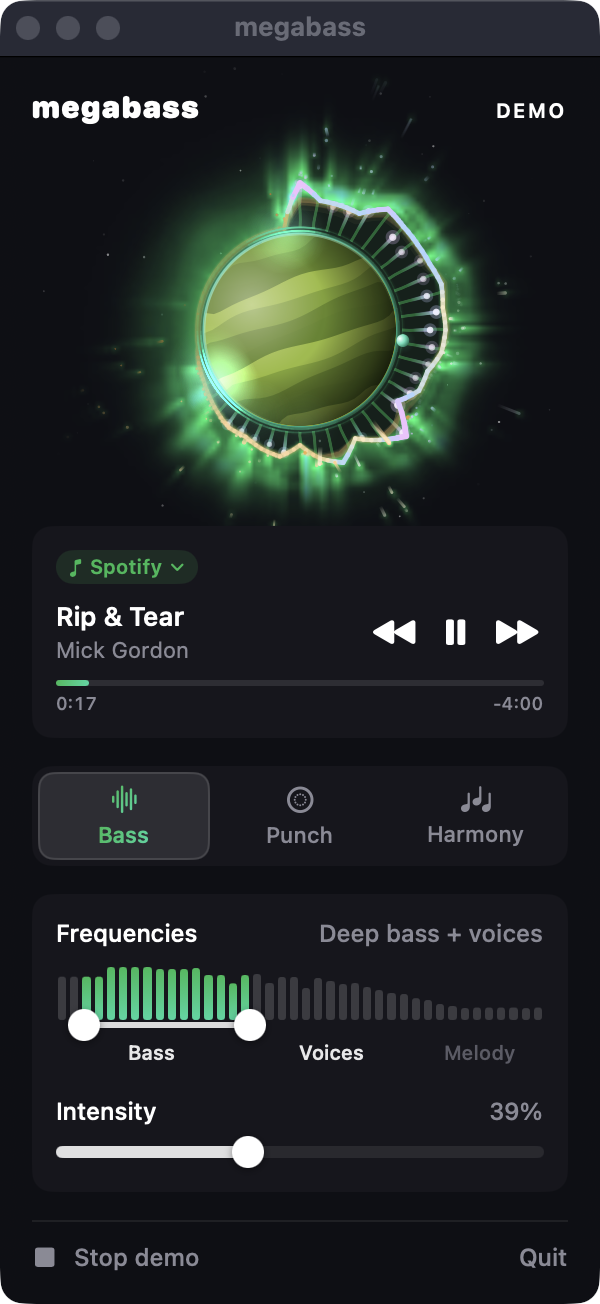 megabass
megabass
DEMO
Spotify
Rip & Tear
Mick Gordon
0:17
-4:00
Bass
Punch
Harmony
Frequencies
Deep bass + voices
Bass
Voices
Melody
Intensity
39%
Stop demo
Quit